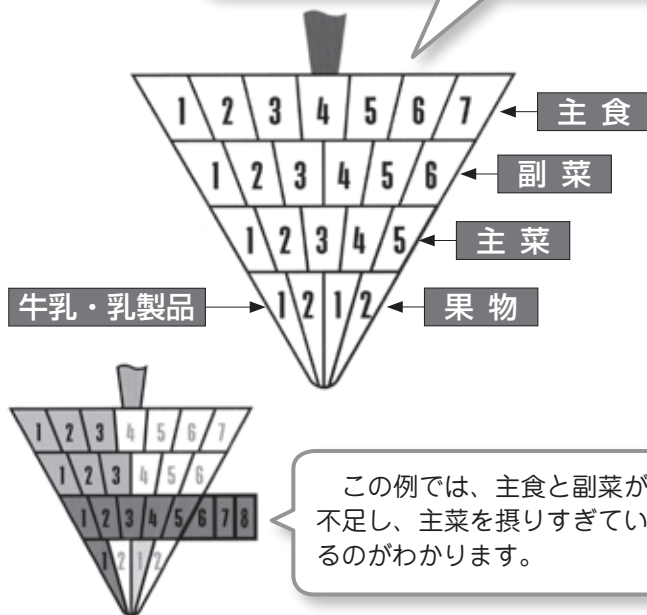 1 2 3 4 5 6 7
主 食
1 2 3 4 5 6
副 菜
1 2 3 4 5
主 菜
牛乳・乳製品
1 2 1 2
果 物
1 2 3 4 5 6 7
1 2 3 4 5 6
1 2 3 4 5 6 7 8
1 2 1 2
この例では、主食と副菜が
不足し、主菜を摂りすぎてい
るのがわかります。